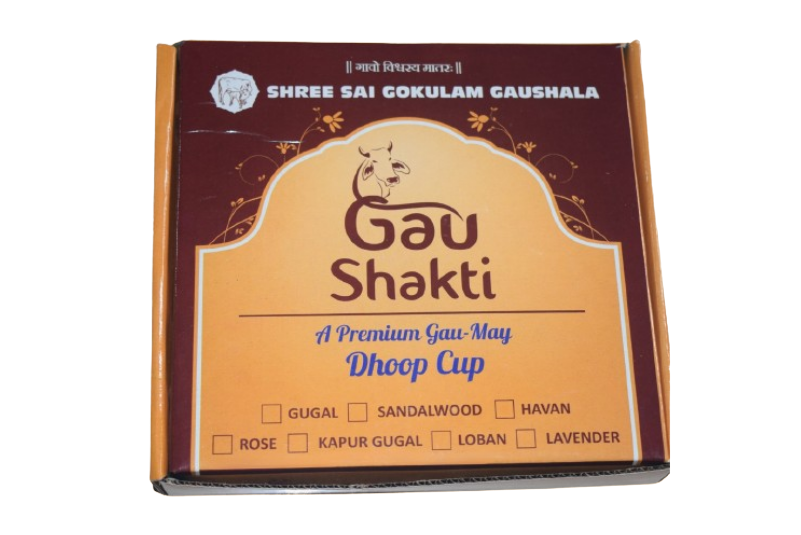 || गावो विश्वस्य मातरः ||
SHREE SAI GOKULAM GAUSHALA
Gau
Shakti
A Premium Gau-May
Dhoop Cup
GUGAL SANDALWOOD HAVAN
ROSE KAPUR GUGAL LOBAN LAVENDER